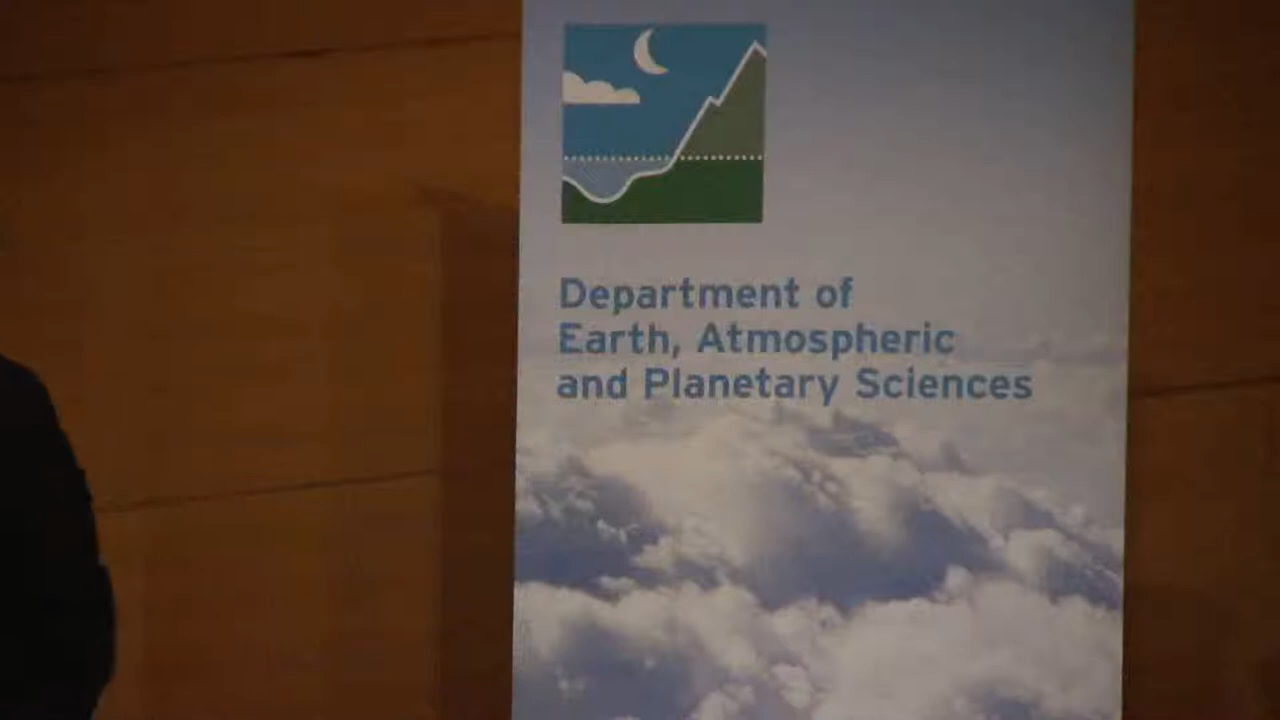 Department of
Earth, Atmospheric
and Planetary Sciences